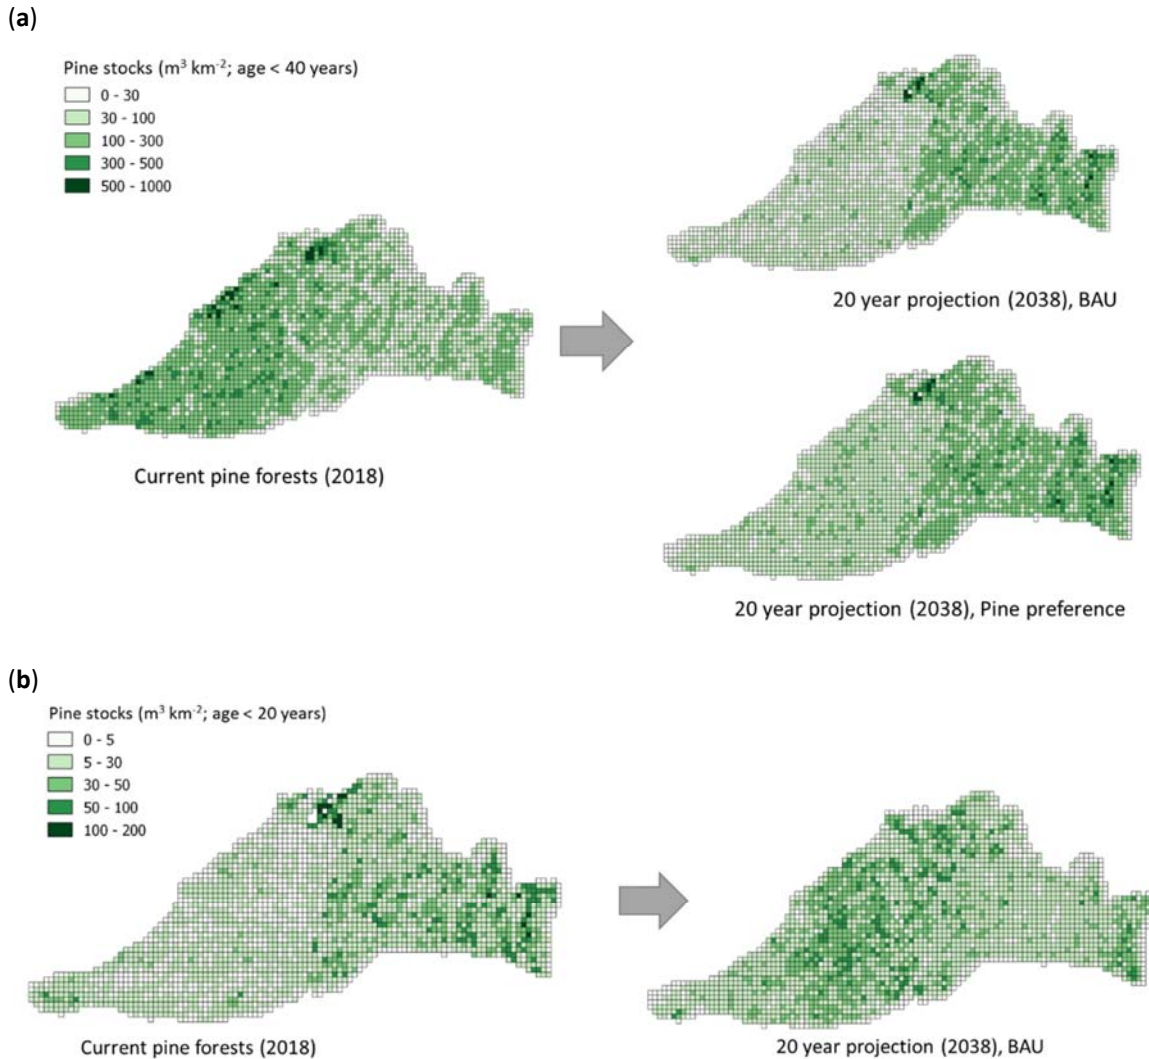 (a)
Pine stocks (m³ km⁻²; age < 40 years)
0 - 30
30 - 100
100 - 300
300 - 500
500 - 1000
20 year projection (2038), BAU
Current pine forests (2018)
20 year projection (2038), Pine preference
(b)
Pine stocks (m³ km⁻²; age < 20 years)
0 - 5
5 - 30
30 - 50
50 - 100
100 - 200
Current pine forests (2018)
20 year projection (2038), BAU